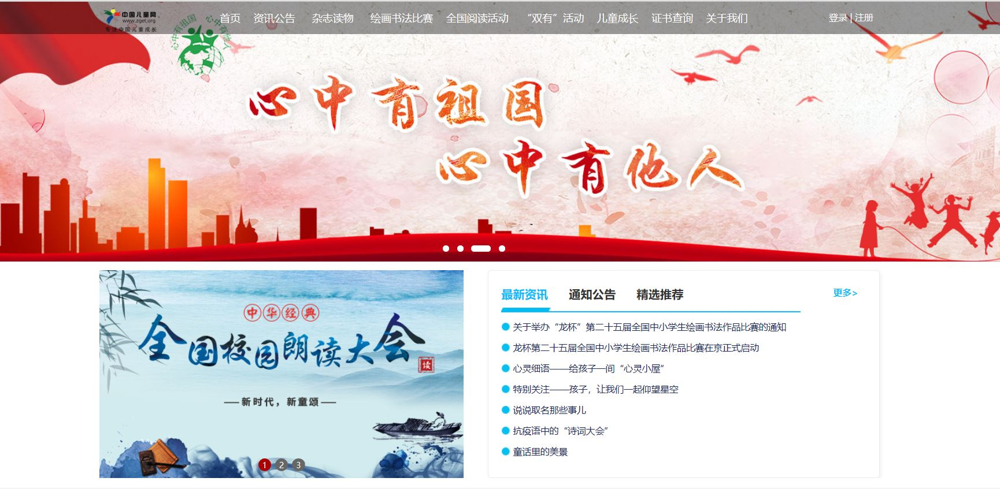 中国儿童网
www.zget.org
专注中国儿童成长
首页 资讯公告 杂志读物 绘画书法比赛 全国阅读活动 “双有”活动 儿童成长 证书查询 关于我们
登录 | 注册
心中有祖国 心中有他人
心中有祖国
心中有他人
中华经典
全国校园朗读大会
读
——新时代，新童颂——
1 2 3
最新资讯 通知公告 精选推荐 更多>
关于举办“龙杯”第二十五届全国中小学生绘画书法作品比赛的通知
龙杯第二十五届全国中小学生绘画书法作品比赛在京正式启动
心灵细语——给孩子一间“心灵小屋”
特别关注——孩子，让我们一起仰望星空
说说取名那些事儿
抗疫语中的“诗词大会”
童话里的美景